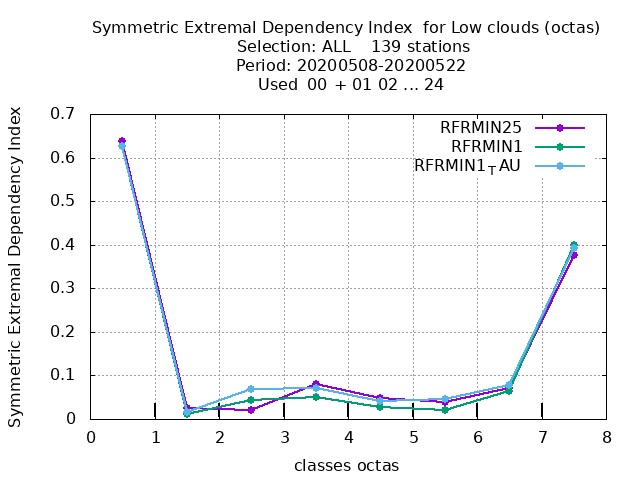 Symmetric Extremal Dependency Index  for Low clouds (octas)
Selection: ALL    139 stations
Period: 20200508-20200522
Used  00  + 01 02 ... 24
Symmetric Extremal Dependency Index
0.7
0.6
0.5
0.4
0.3
0.2
0.1
0
RFRMIN25
RFRMIN1
RFRMIN1TAU
0 1 2 3 4 5 6 7 8
classes octas